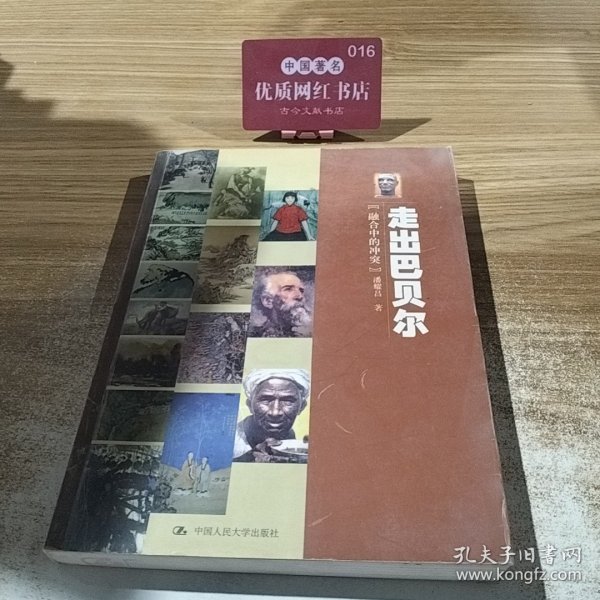 016
中国著名
优质网红书店
古今文献书店
走出巴贝尔
【融合中的冲突】
潘耀昌 著
中国人民大学出版社
孔夫子旧书网
www.kongfz.com